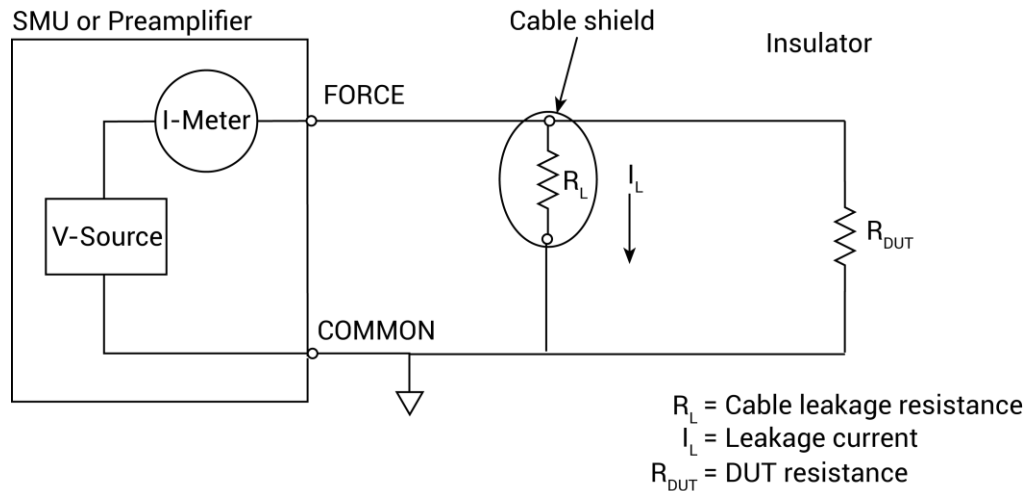 SMU or Preamplifier
Cable shield
Insulator
FORCE
I-Meter
R_L
I_L
V-Source
R_DUT
COMMON
R_L = Cable leakage resistance
I_L = Leakage current
R_DUT = DUT resistance